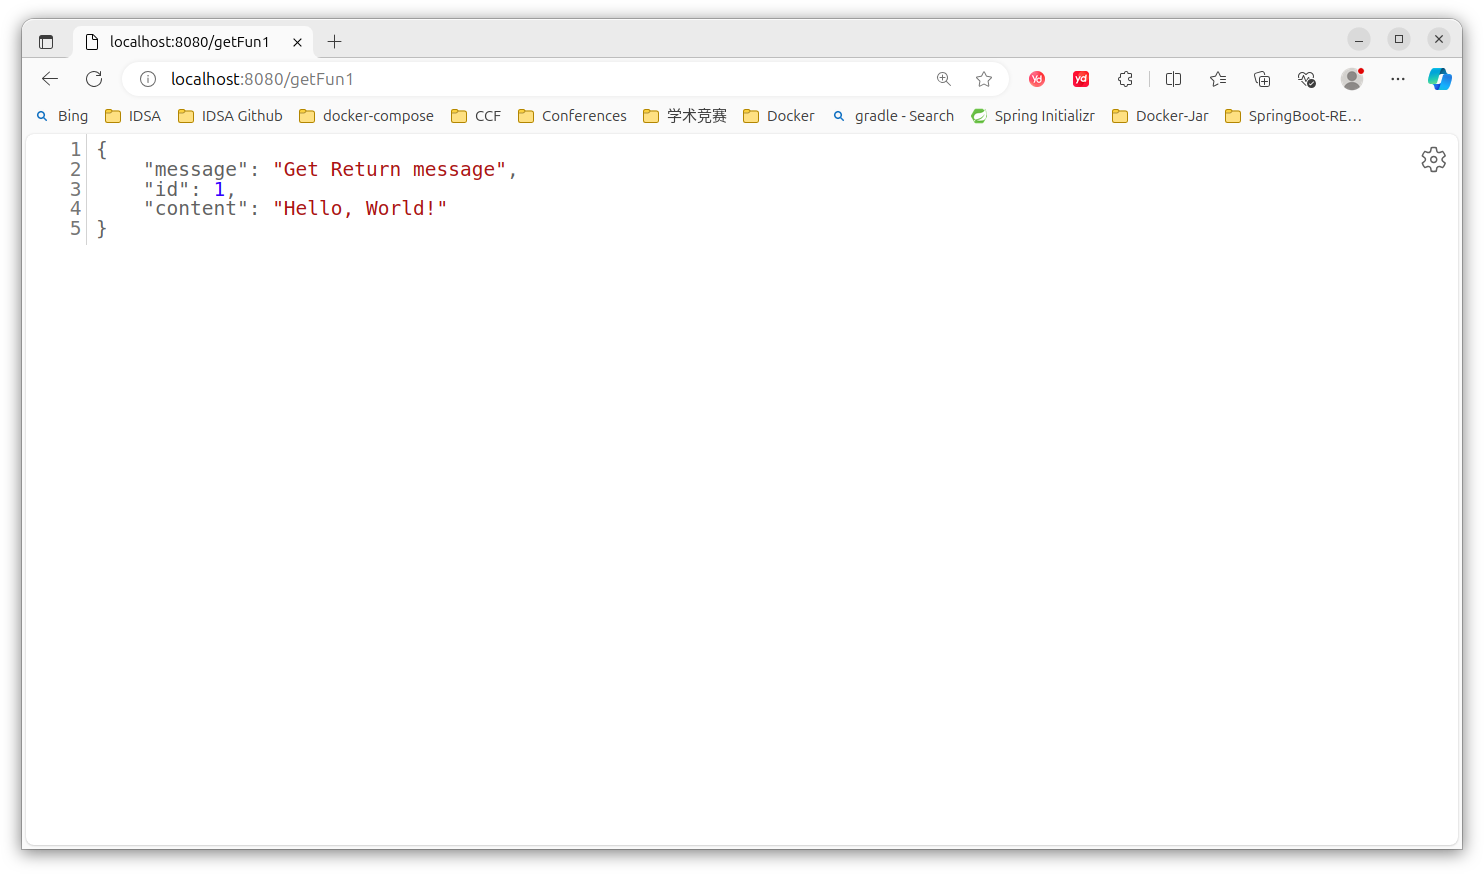 localhost:8080/getFun1
localhost:8080/getFun1
yd yd
Bing IDSA IDSA Github docker-compose CCF Conferences 学术竞赛 Docker gradle - Search Spring Initializr Docker-Jar SpringBoot-RE...
1 {
2 "message": "Get Return message",
3 "id": 1,
4 "content": "Hello, World!"
5 }